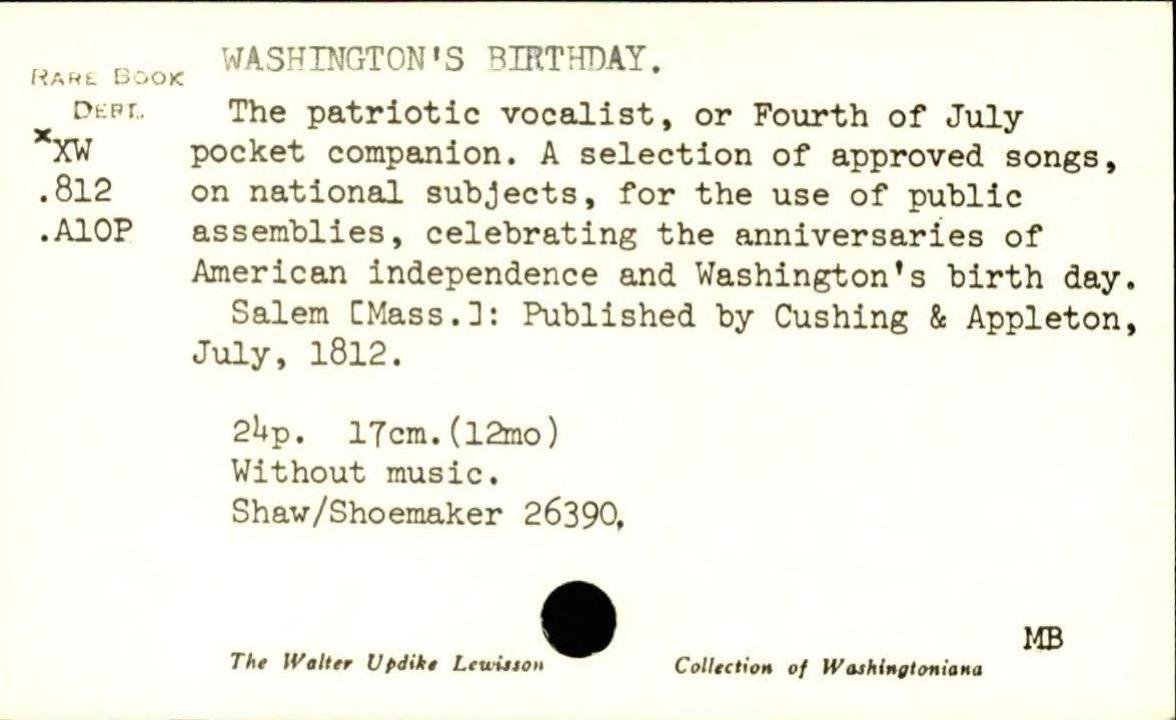 WASHINGTON'S BIRTHDAY.
RARE BOOK
DEPT.
The patriotic vocalist, or Fourth of July
xXW
pocket companion. A selection of approved songs,
.812
on national subjects, for the use of public
.A10P
assemblies, celebrating the anniversaries of
American independence and Washington's birth day.
Salem [Mass.]: Published by Cushing & Appleton,
July, 1812.
24p. 17cm.(12mo)
Without music.
Shaw/Shoemaker 26390.
MB
The Walter Updike Lewisson Collection of Washingtoniana